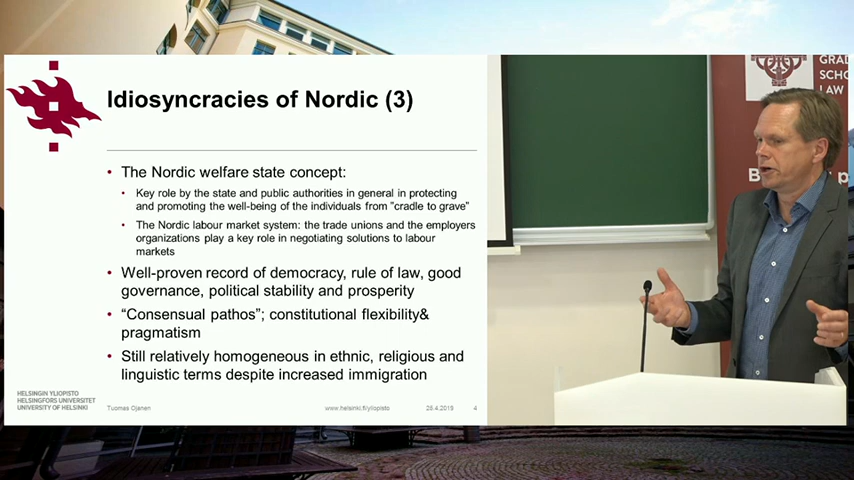 Idiosyncracies of Nordic (3)
• The Nordic welfare state concept:
• Key role by the state and public authorities in general in protecting
and promoting the well-being of the individuals from "cradle to grave"
• The Nordic labour market system: the trade unions and the employers
organizations play a key role in negotiating solutions to labour
markets
• Well-proven record of democracy, rule of law, good
governance, political stability and prosperity
• “Consensual pathos”; constitutional flexibility&
pragmatism
• Still relatively homogeneous in ethnic, religious and
linguistic terms despite increased immigration
HELSINGIN YLIOPISTO
HELSINGFORS UNIVERSITET
UNIVERSITY OF HELSINKI
Tuomas Ojanen
www.helsinki.fi/yliopisto
26.4.2019
4
GRAD
SCHO
LAW